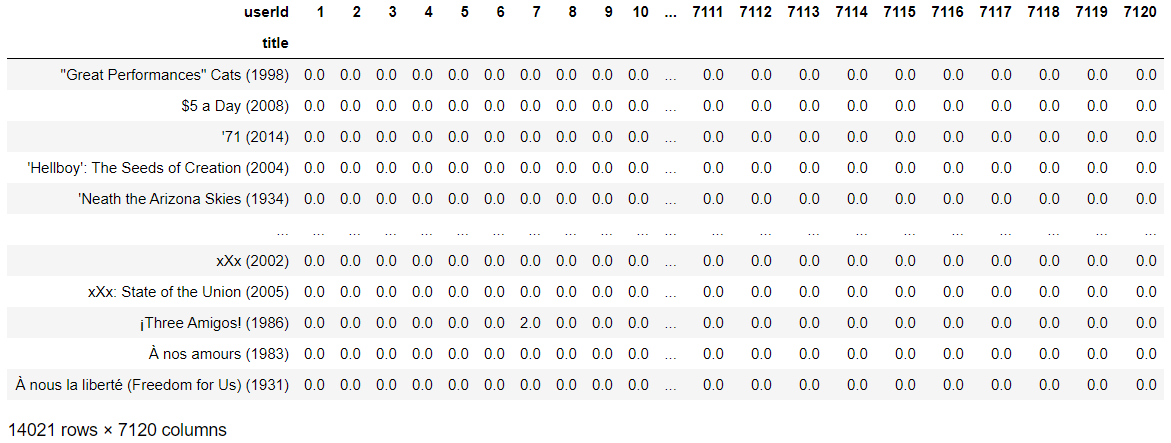 userId 1 2 3 4 5 6 7 8 9 10 ... 7111 7112 7113 7114 7115 7116 7117 7118 7119 7120
title
"Great Performances" Cats (1998) 0.0 0.0 0.0 0.0 0.0 0.0 0.0 0.0 0.0 0.0 ... 0.0 0.0 0.0 0.0 0.0 0.0 0.0 0.0 0.0 0.0
$5 a Day (2008) 0.0 0.0 0.0 0.0 0.0 0.0 0.0 0.0 0.0 0.0 ... 0.0 0.0 0.0 0.0 0.0 0.0 0.0 0.0 0.0 0.0
'71 (2014) 0.0 0.0 0.0 0.0 0.0 0.0 0.0 0.0 0.0 0.0 ... 0.0 0.0 0.0 0.0 0.0 0.0 0.0 0.0 0.0 0.0
'Hellboy': The Seeds of Creation (2004) 0.0 0.0 0.0 0.0 0.0 0.0 0.0 0.0 0.0 0.0 ... 0.0 0.0 0.0 0.0 0.0 0.0 0.0 0.0 0.0 0.0
'Neath the Arizona Skies (1934) 0.0 0.0 0.0 0.0 0.0 0.0 0.0 0.0 0.0 0.0 ... 0.0 0.0 0.0 0.0 0.0 0.0 0.0 0.0 0.0 0.0
... ... ... ... ... ... ... ... ... ... ... ... ... ... ... ... ... ... ... ... ... ...
xXx (2002) 0.0 0.0 0.0 0.0 0.0 0.0 0.0 0.0 0.0 0.0 ... 0.0 0.0 0.0 0.0 0.0 0.0 0.0 0.0 0.0 0.0
xXx: State of the Union (2005) 0.0 0.0 0.0 0.0 0.0 0.0 0.0 0.0 0.0 0.0 ... 0.0 0.0 0.0 0.0 0.0 0.0 0.0 0.0 0.0 0.0
¡Three Amigos! (1986) 0.0 0.0 0.0 0.0 0.0 0.0 2.0 0.0 0.0 0.0 ... 0.0 0.0 0.0 0.0 0.0 0.0 0.0 0.0 0.0 0.0
À nos amours (1983) 0.0 0.0 0.0 0.0 0.0 0.0 0.0 0.0 0.0 0.0 ... 0.0 0.0 0.0 0.0 0.0 0.0 0.0 0.0 0.0 0.0
À nous la liberté (Freedom for Us) (1931) 0.0 0.0 0.0 0.0 0.0 0.0 0.0 0.0 0.0 0.0 ... 0.0 0.0 0.0 0.0 0.0 0.0 0.0 0.0 0.0 0.0
14021 rows × 7120 columns